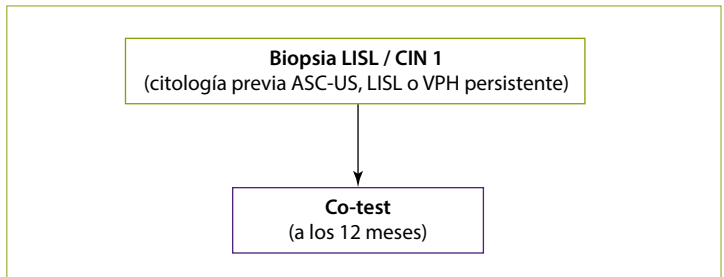 Biopsia LISL / CIN 1
(citología previa ASC-US, LISL o VPH persistente)
Co-test
(a los 12 meses)